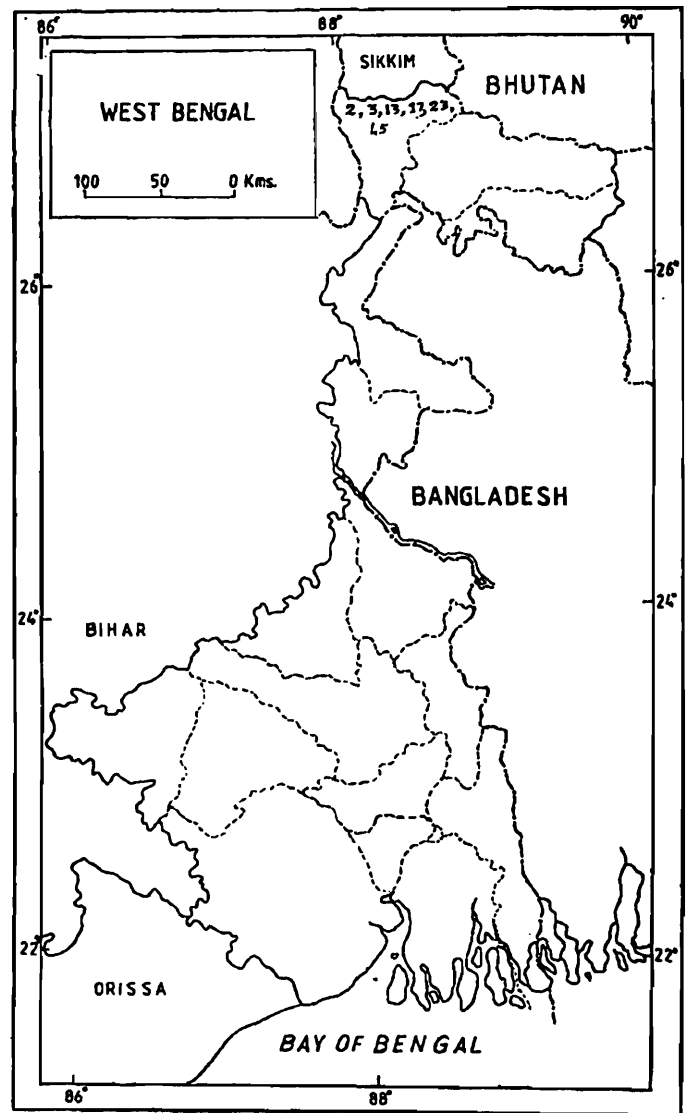 86° 88° 90°
SIKKIM
BHUTAN
WEST BENGAL
2, 3, 13, 17, 23,
45
100 50 0 Kms.
26° 26°
BANGLADESH
24° 24°
BIHAR
22° 22°
ORISSA
BAY OF BENGAL
86° 88°